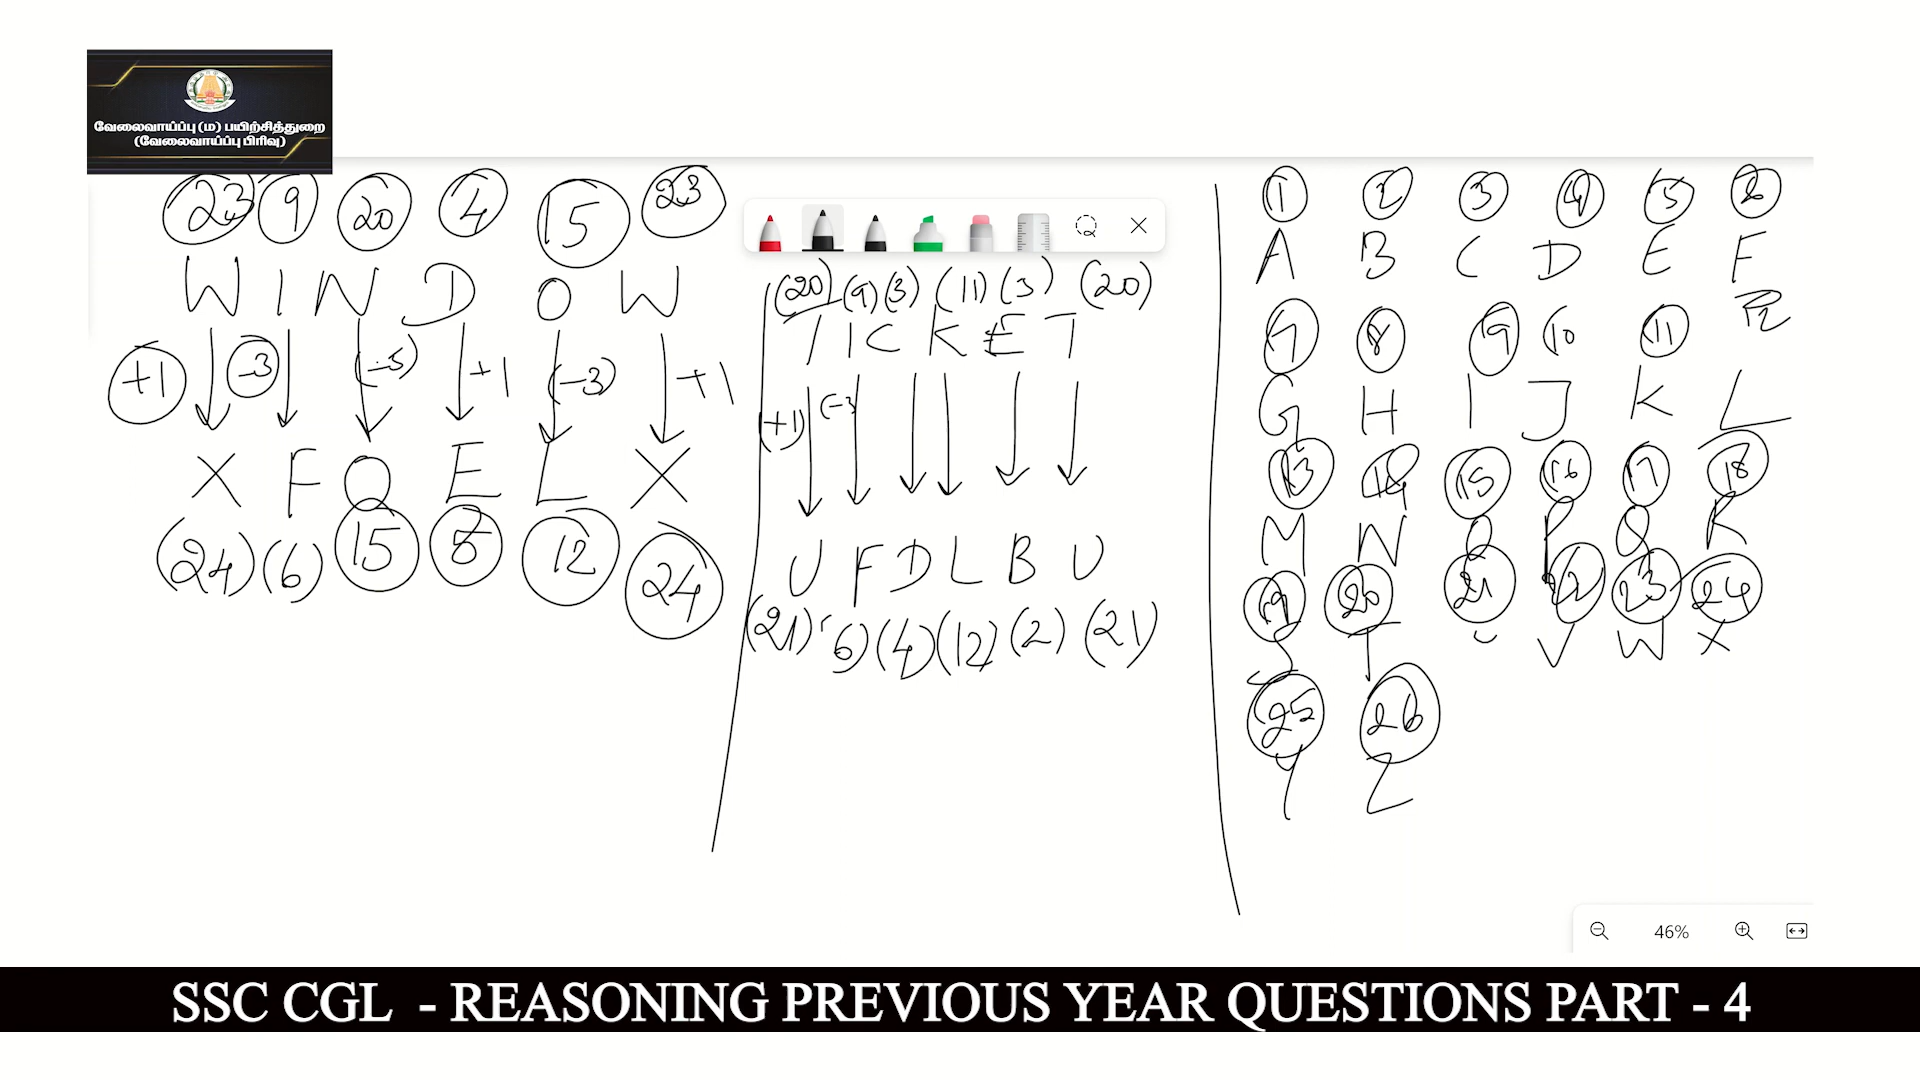 வேலைவாய்ப்பு (ம) பயிற்சித்துறை
(வேலைவாய்ப்பு பிரிவு)
23 9 20 4 15 23
W I N D O W
+1 -3 (-5) +1 (-3) +1
X F O E L X
(24) (6) 15 5 12 24
(20) (9) (3) (11) (5) (20)
T I C K E T
(+1) (-3
U F D L B U
(21) 6) (4) (12) (2) (21)
1 2 3 4 5 6
A B C D E F
7 8 9 10 11 12
G H I J K L
13 14 15 16 17 18
M N O P Q R
19 20 21 22 23 24
S T U V W X
25 26
Y Z
46%
SSC CGL - REASONING PREVIOUS YEAR QUESTIONS PART - 4